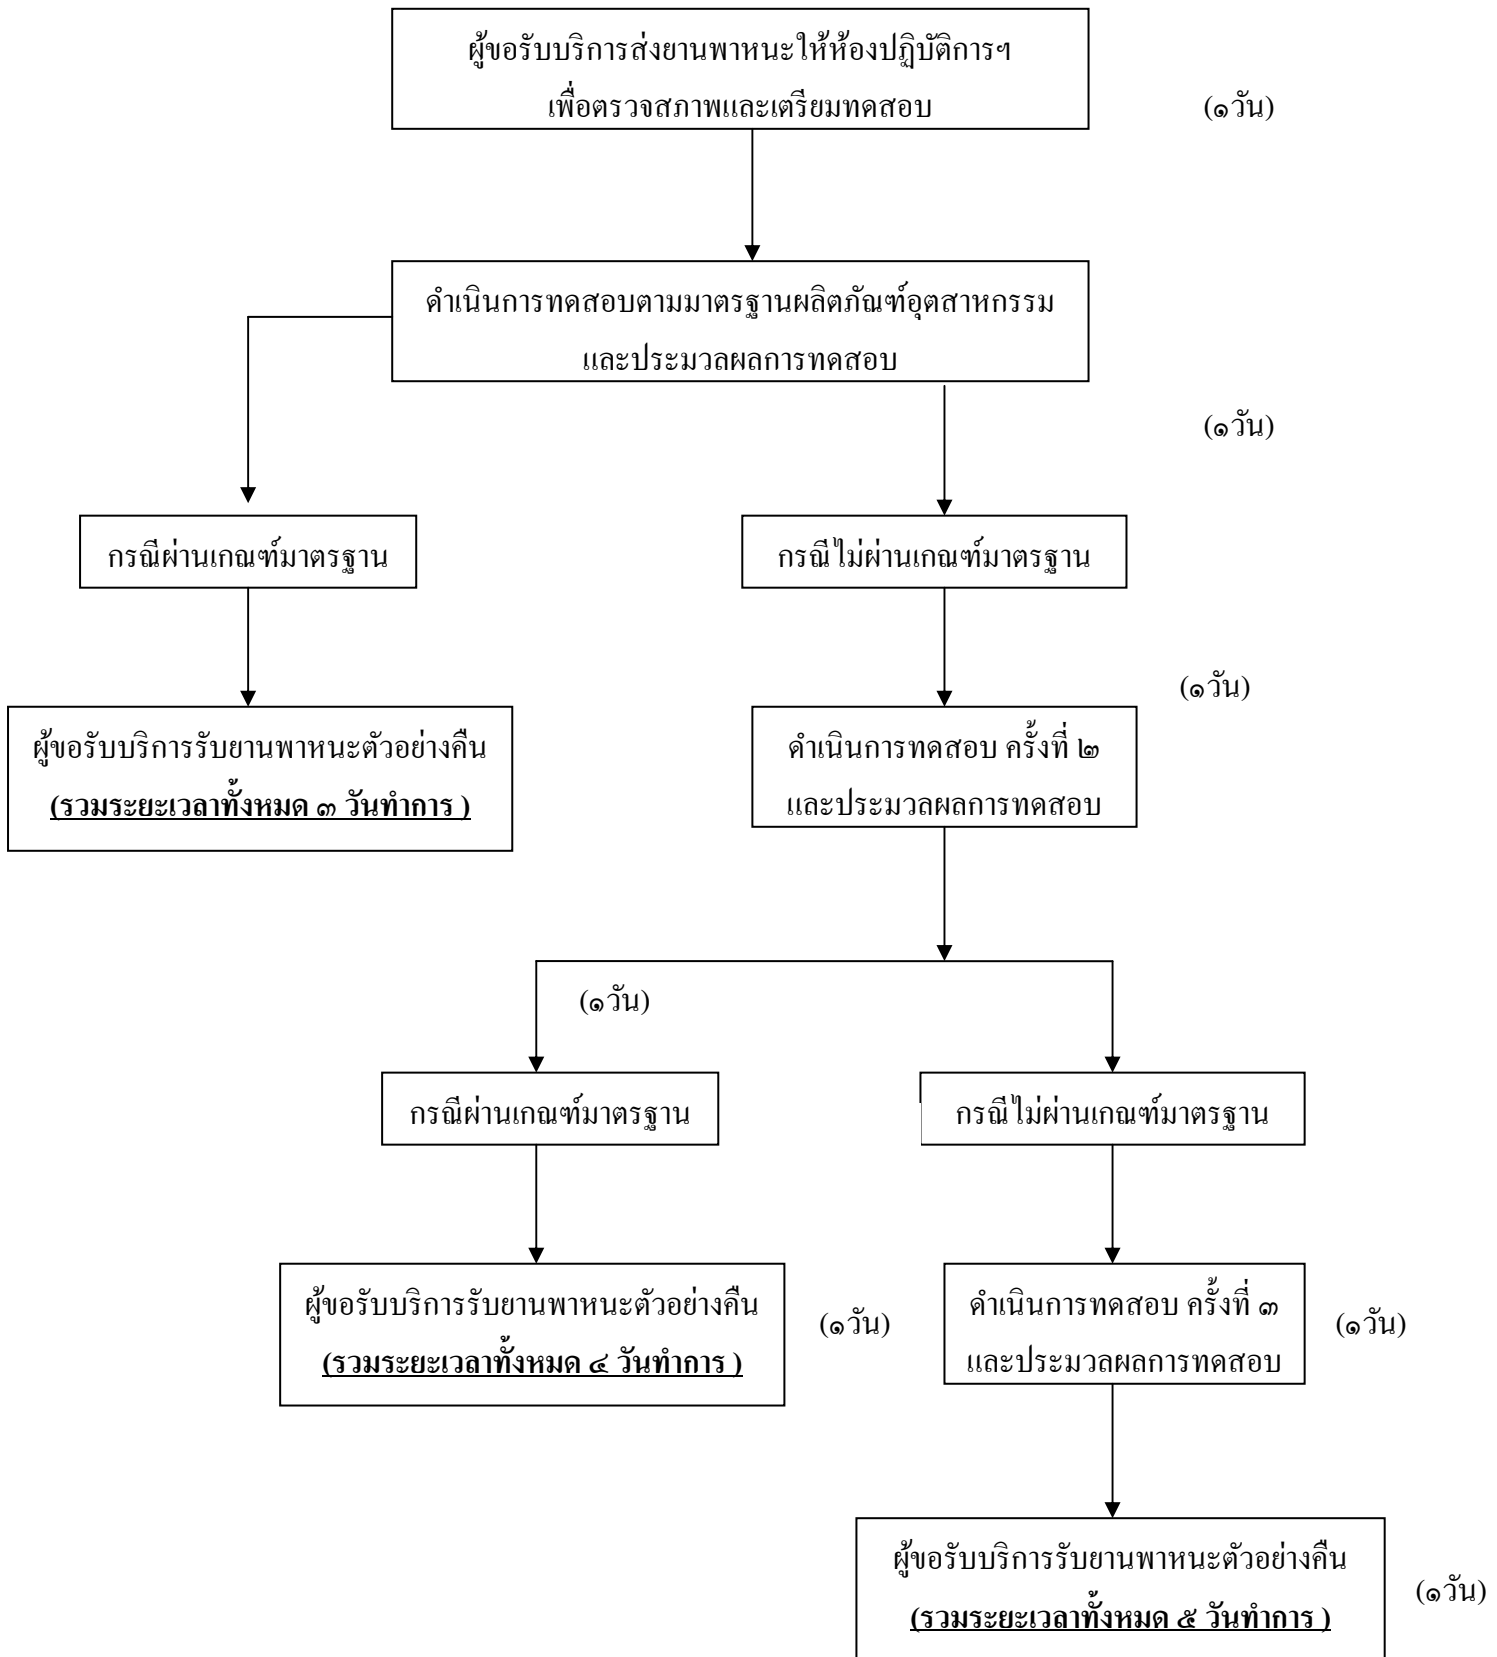 ผู้ขอรับบริการส่งยานพาหนะให้ห้องปฏิบัติการฯ
เพื่อตรวจสภาพและเตรียมทดสอบ
(๑วัน)
ดำเนินการทดสอบตามมาตรฐานผลิตภัณฑ์อุตสาหกรรม
และประมวลผลการทดสอบ
(๑วัน)
กรณีผ่านเกณฑ์มาตรฐาน
กรณีไม่ผ่านเกณฑ์มาตรฐาน
(๑วัน)
ผู้ขอรับบริการรับยานพาหนะตัวอย่างคืน
(รวมระยะเวลาทั้งหมด ๓ วันทำการ )
ดำเนินการทดสอบ ครั้งที่ ๒
และประมวลผลการทดสอบ
(๑วัน)
กรณีผ่านเกณฑ์มาตรฐาน
กรณีไม่ผ่านเกณฑ์มาตรฐาน
ผู้ขอรับบริการรับยานพาหนะตัวอย่างคืน
(รวมระยะเวลาทั้งหมด ๔ วันทำการ )
(๑วัน)
ดำเนินการทดสอบ ครั้งที่ ๓
และประมวลผลการทดสอบ
(๑วัน)
ผู้ขอรับบริการรับยานพาหนะตัวอย่างคืน
(รวมระยะเวลาทั้งหมด ๕ วันทำการ )
(๑วัน)